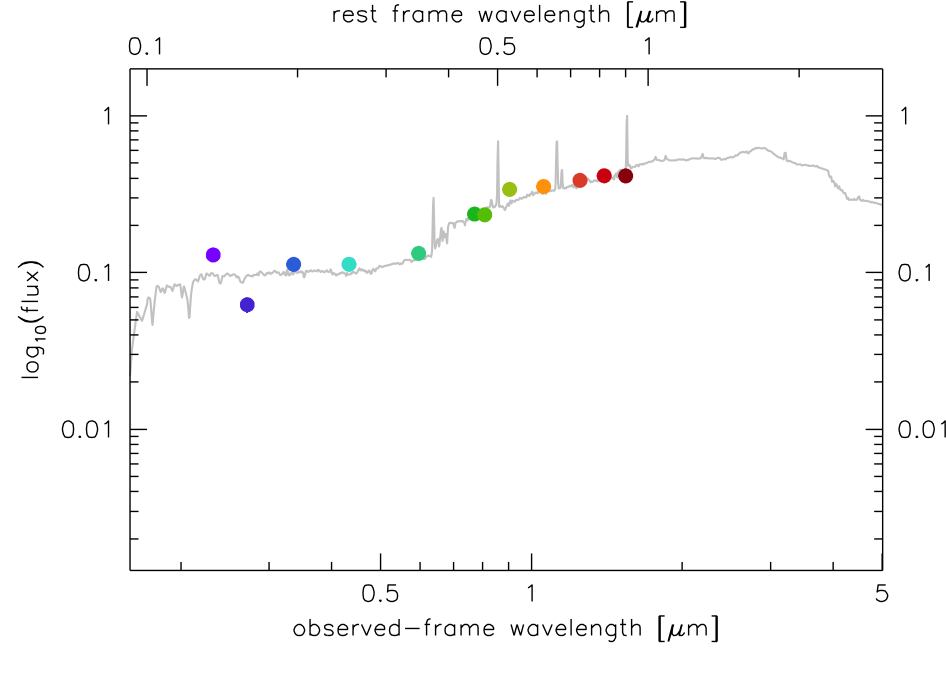 rest frame wavelength [μm]
0.1 0.5 1
1 1
0.1 0.1
0.01 0.01
log10(flux)
0.5 1 5
observed-frame wavelength [μm]